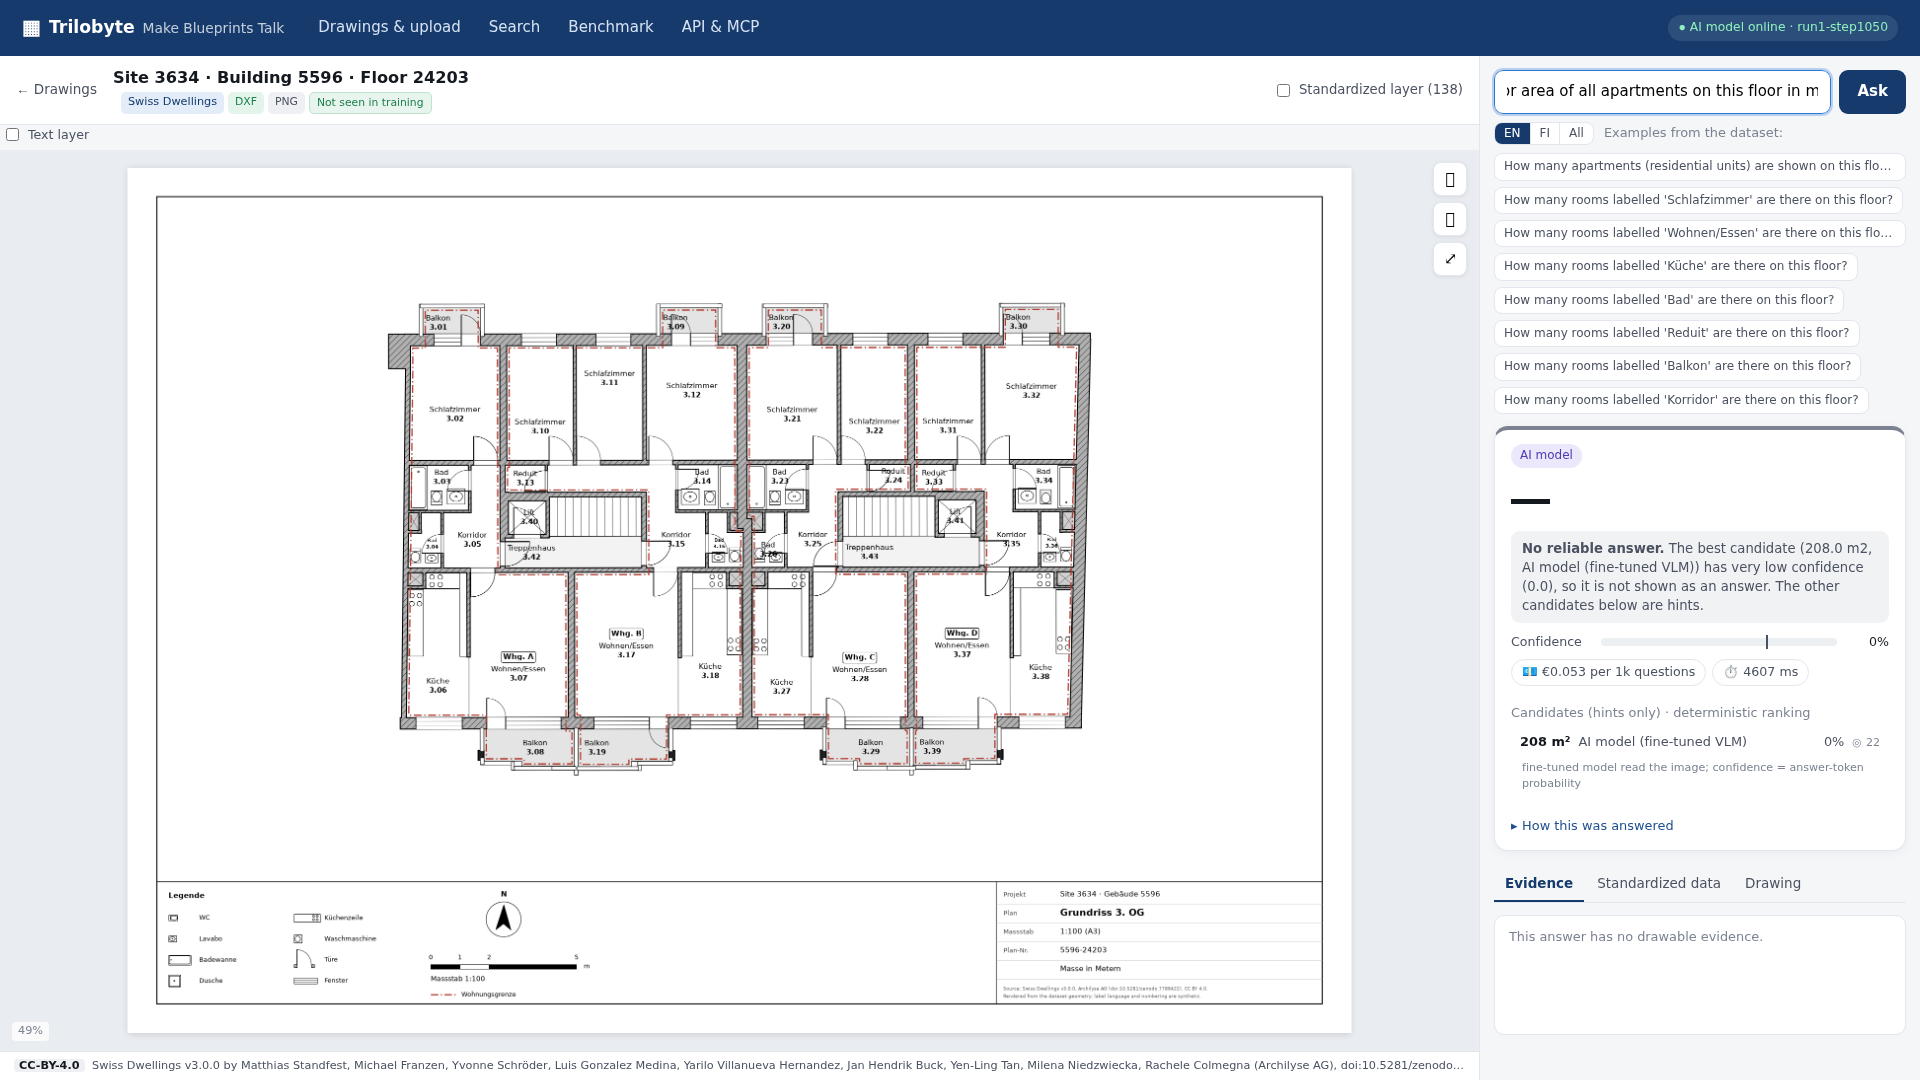 Trilobyte Make Blueprints Talk Drawings & upload Search Benchmark API & MCP ● AI model online · run1-step1050
← Drawings
Site 3634 · Building 5596 · Floor 24203
Swiss Dwellings DXF PNG Not seen in training
Standardized layer (138)
Text layer
Balkon
3.01
Balkon
3.09
Balkon
3.20
Balkon
3.30
Schlafzimmer
3.02
Schlafzimmer
3.10
Schlafzimmer
3.11
Schlafzimmer
3.12
Schlafzimmer
3.21
Schlafzimmer
3.22
Schlafzimmer
3.31
Schlafzimmer
3.32
Bad
3.03
Reduit
3.13
Bad
3.14
Bad
3.23
Reduit
3.24
Reduit
3.33
Bad
3.34
Lift
3.40
Lift
3.41
Korridor
3.05
Treppenhaus
3.42
Korridor
3.15
Bad
Korridor
3.25
Treppenhaus
3.43
Korridor
3.35
Küche
3.06
Whg. A
Wohnen/Essen
3.07
Whg. B
Wohnen/Essen
3.17
Küche
3.18
Küche
3.27
Whg. C
Wohnen/Essen
3.28
Whg. D
Wohnen/Essen
3.37
Küche
3.38
Balkon
3.08
Balkon
3.19
Balkon
3.29
Balkon
3.39
Legende
WC
Lavabo
Badewanne
Dusche
Küchenzeile
Waschmaschine
Türe
Fenster
N
0 1 2 5 m
Massstab 1:100
Wohnungsgrenze
Projekt Site 3634 · Gebäude 5596
Plan Grundriss 3. OG
Massstab 1:100 (A3)
Plan-Nr. 5596-24203
Masse in Metern
Rendered from the dataset geometry; label language and numbering are synthetic.
49%
CC-BY-4.0 Swiss Dwellings v3.0.0 by Matthias Standfest, Michael Franzen, Yvonne Schröder, Luis Gonzalez Medina, Yarilo Villanueva Hernandez, Jan Hendrik Buck, Yen-Ling Tan, Milena Niedzwiecka, Rachele Colmegna (Archilyse AG), doi:10.5281/zenodo...
or area of all apartments on this floor in m Ask
EN FI All Examples from the dataset:
How many apartments (residential units) are shown on this flo...
How many rooms labelled 'Schlafzimmer' are there on this floor?
How many rooms labelled 'Wohnen/Essen' are there on this flo...
How many rooms labelled 'Küche' are there on this floor?
How many rooms labelled 'Bad' are there on this floor?
How many rooms labelled 'Reduit' are there on this floor?
How many rooms labelled 'Balkon' are there on this floor?
How many rooms labelled 'Korridor' are there on this floor?
AI model
—
No reliable answer. The best candidate (208.0 m2,
AI model (fine-tuned VLM)) has very low confidence
(0.0), so it is not shown as an answer. The other
candidates below are hints.
Confidence 0%
€0.053 per 1k questions 4607 ms
Candidates (hints only) · deterministic ranking
208 m² AI model (fine-tuned VLM) 0% ◎ 22
fine-tuned model read the image; confidence = answer-token
probability
▸ How this was answered
Evidence Standardized data Drawing
This answer has no drawable evidence.